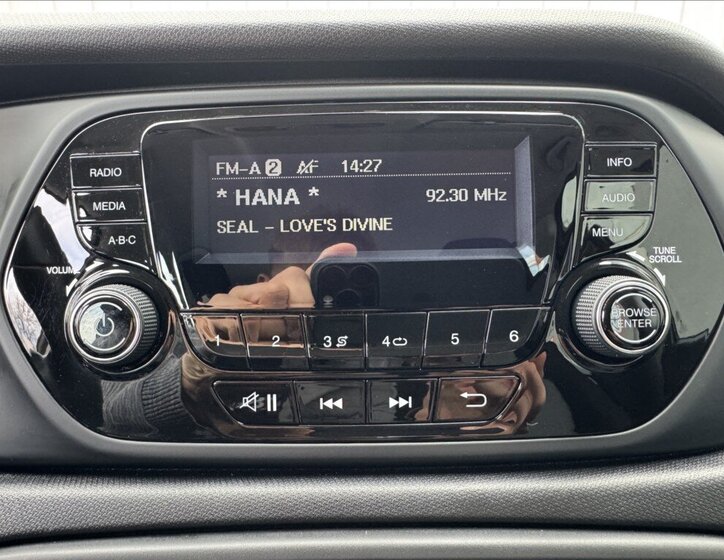 FM-A 2 AF 14:27
* HANA * 92.30 MHz
SEAL - LOVE'S DIVINE
RADIO
MEDIA
A·B·C
VOLUME
INFO
AUDIO
MENU
TUNE
SCROLL
BROWSE
ENTER
1 2 3 4 5 6